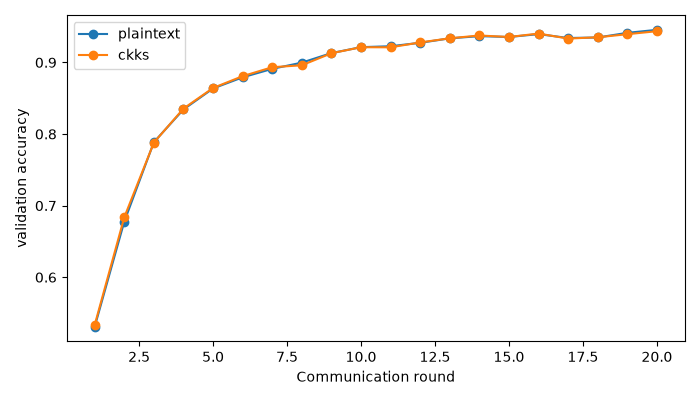 plaintext
ckks
0.9
0.8
0.7
0.6
validation accuracy
2.5 5.0 7.5 10.0 12.5 15.0 17.5 20.0
Communication round